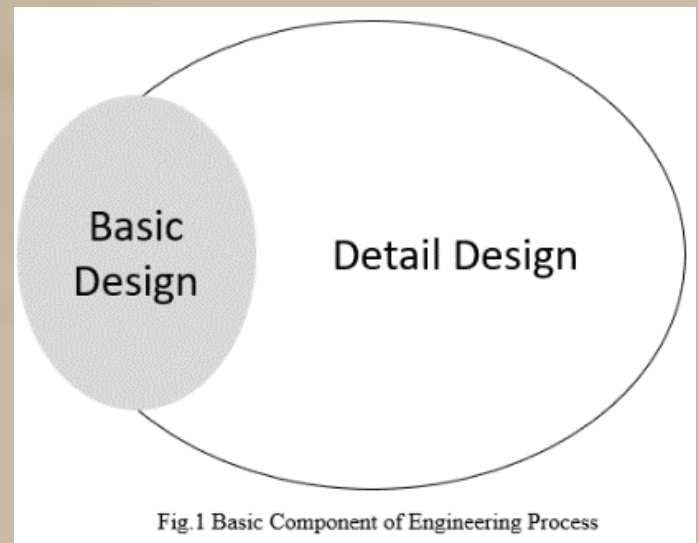 Basic
Design
Detail Design
Fig.1 Basic Component of Engineering Process